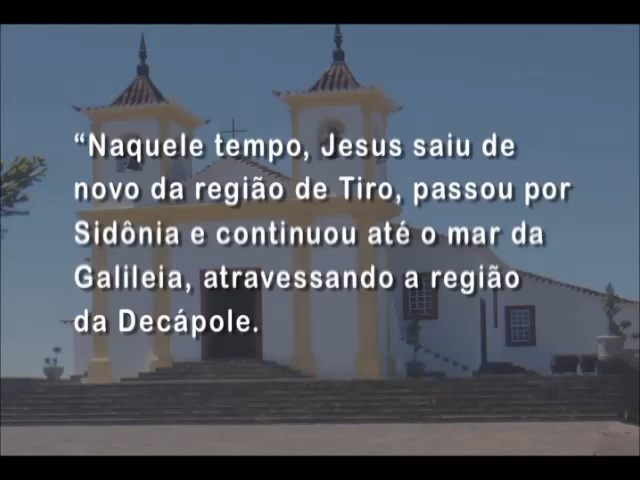 “Naquele tempo, Jesus saiu de
novo da região de Tiro, passou por
Sidônia e continuou até o mar da
Galileia, atravessando a região
da Decápole.